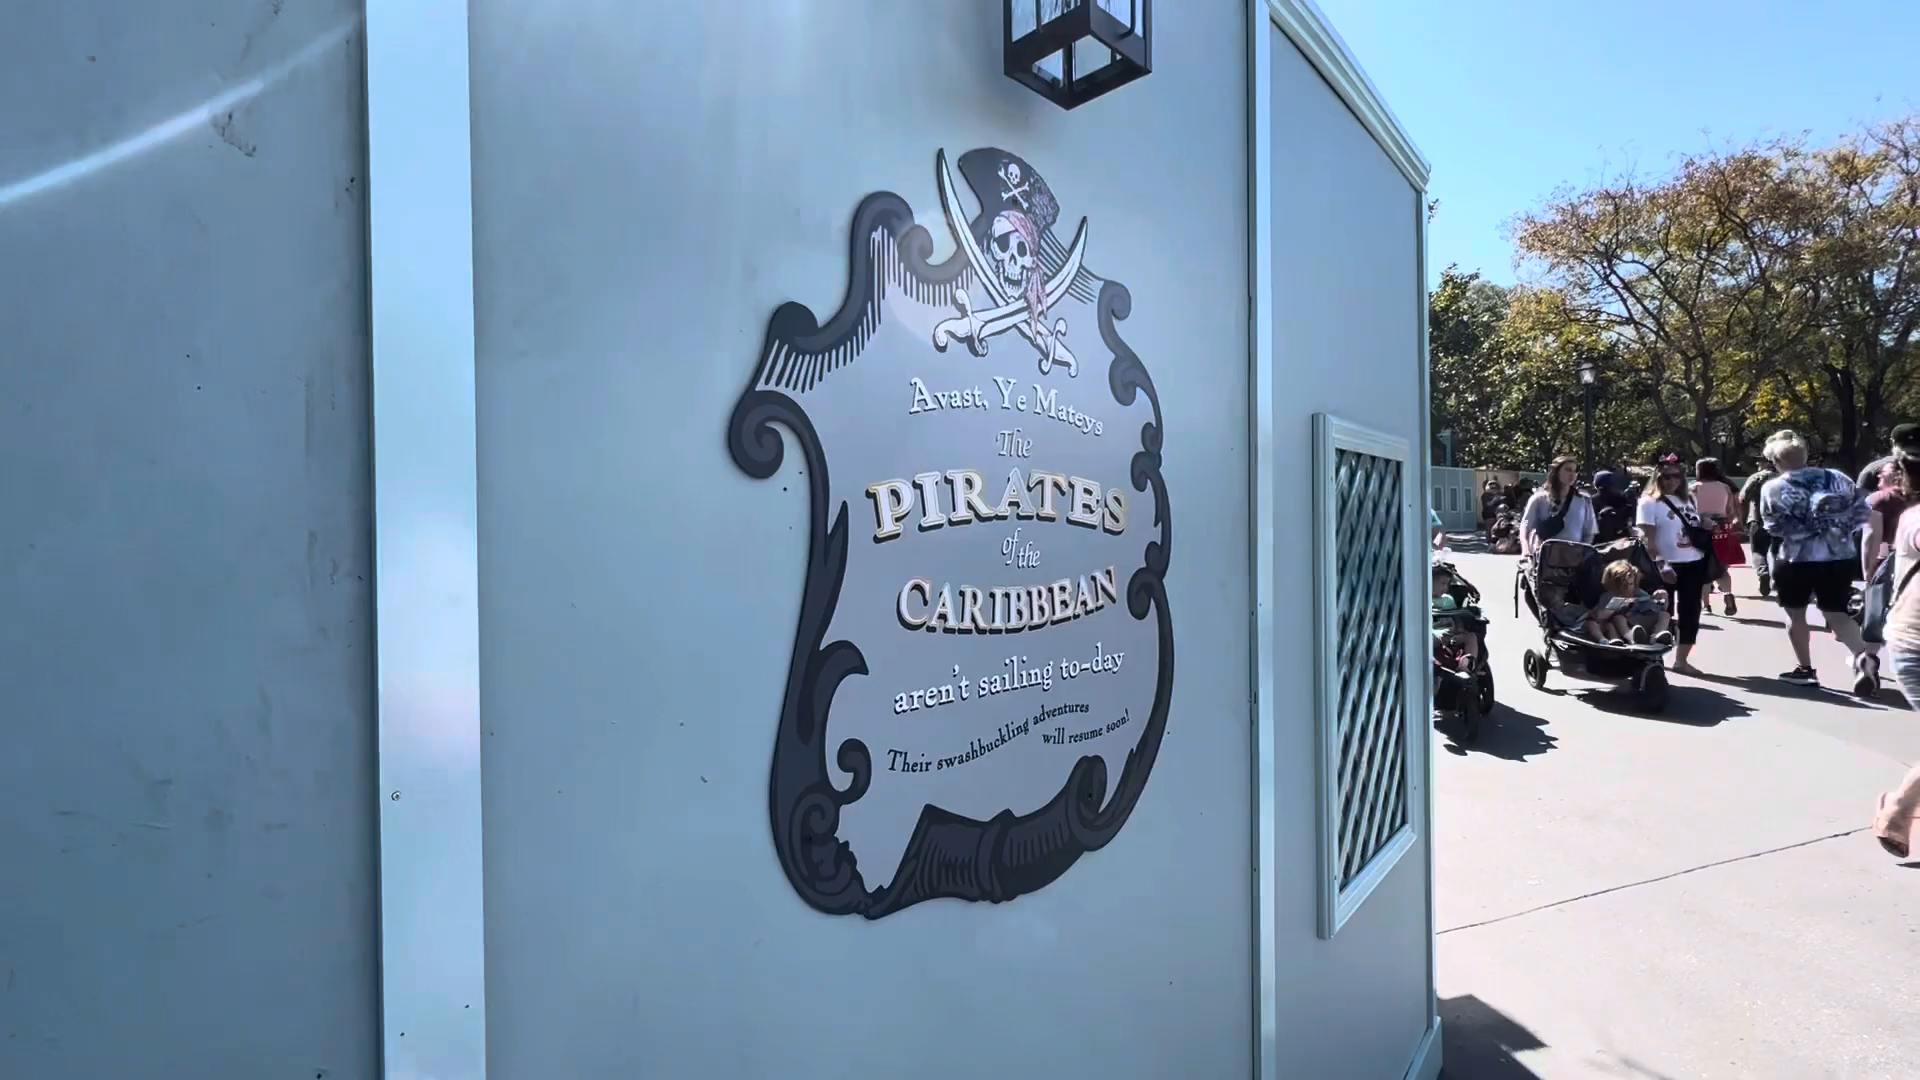 Avast, Ye Mateys
The
PIRATES
of the
CARIBBEAN
aren't sailing to-day
Their swashbuckling adventures
will resume soon!